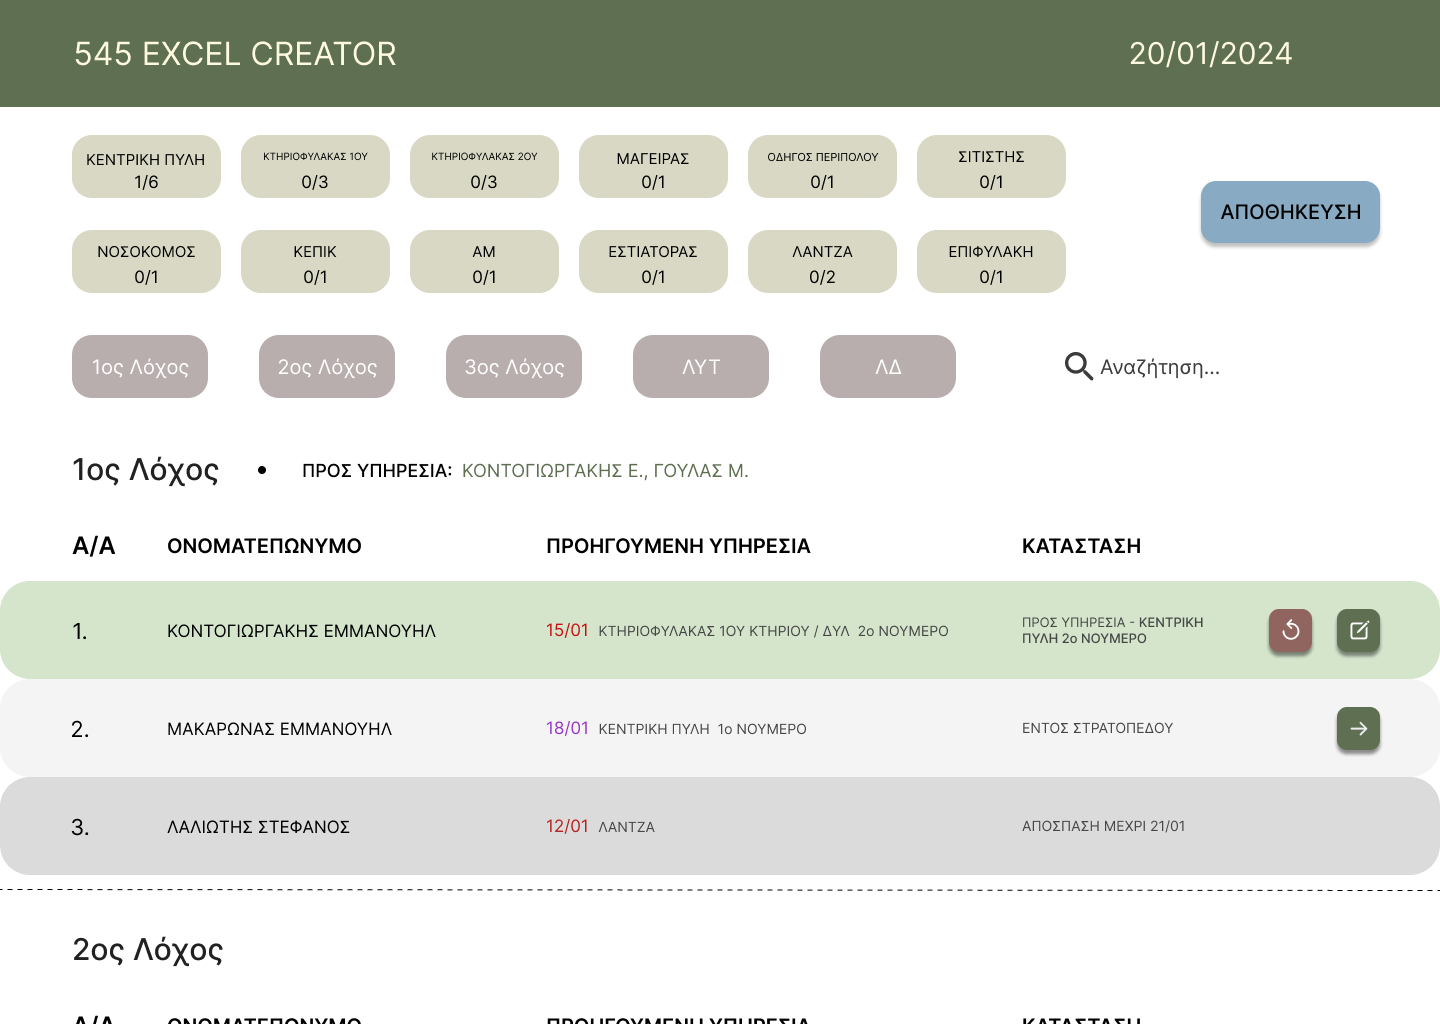 545 EXCEL CREATOR
20/01/2024
ΚΕΝΤΡΙΚΗ ΠΥΛΗ
1/6
ΚΤΗΡΙΟΦΥΛΑΚΑΣ 1ΟΥ
0/3
ΚΤΗΡΙΟΦΥΛΑΚΑΣ 2ΟΥ
0/3
ΜΑΓΕΙΡΑΣ
0/1
ΟΔΗΓΟΣ ΠΕΡΙΠΟΛΟΥ
0/1
ΣΙΤΙΣΤΗΣ
0/1
ΑΠΟΘΗΚΕΥΣΗ
ΝΟΣΟΚΟΜΟΣ
0/1
ΚΕΠΙΚ
0/1
ΑΜ
0/1
ΕΣΤΙΑΤΟΡΑΣ
0/1
ΛΑΝΤΖΑ
0/2
ΕΠΙΦΥΛΑΚΗ
0/1
1ος Λόχος
2ος Λόχος
3ος Λόχος
ΛΥΤ
ΛΔ
Αναζήτηση...
1ος Λόχος • ΠΡΟΣ ΥΠΗΡΕΣΙΑ: ΚΟΝΤΟΓΙΩΡΓΑΚΗΣ Ε., ΓΟΥΛΑΣ Μ.
Α/Α ΟΝΟΜΑΤΕΠΩΝΥΜΟ ΠΡΟΗΓΟΥΜΕΝΗ ΥΠΗΡΕΣΙΑ ΚΑΤΑΣΤΑΣΗ
1. ΚΟΝΤΟΓΙΩΡΓΑΚΗΣ ΕΜΜΑΝΟΥΗΛ 15/01 ΚΤΗΡΙΟΦΥΛΑΚΑΣ 1ΟΥ ΚΤΗΡΙΟΥ / ΔΥΛ 2ο ΝΟΥΜΕΡΟ
ΠΡΟΣ ΥΠΗΡΕΣΙΑ - ΚΕΝΤΡΙΚΗ
ΠΥΛΗ 2ο ΝΟΥΜΕΡΟ
2. ΜΑΚΑΡΩΝΑΣ ΕΜΜΑΝΟΥΗΛ 18/01 ΚΕΝΤΡΙΚΗ ΠΥΛΗ 1ο ΝΟΥΜΕΡΟ ΕΝΤΟΣ ΣΤΡΑΤΟΠΕΔΟΥ
3. ΛΑΛΙΩΤΗΣ ΣΤΕΦΑΝΟΣ 12/01 ΛΑΝΤΖΑ ΑΠΟΣΠΑΣΗ ΜΕΧΡΙ 21/01
2ος Λόχος
Α/Α ΟΝΟΜΑΤΕΠΩΝΥΜΟ ΠΡΟΗΓΟΥΜΕΝΗ ΥΠΗΡΕΣΙΑ ΚΑΤΑΣΤΑΣΗ